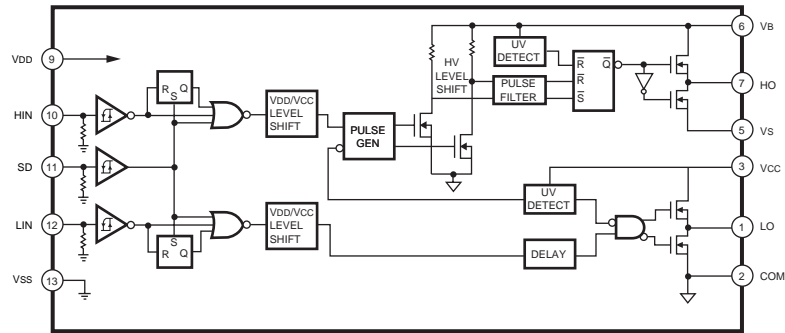 VDD
9
HIN
10
SD
11
LIN
12
VSS
13
R Q
S
S
R Q
VDD/VCC
LEVEL
SHIFT
VDD/VCC
LEVEL
SHIFT
PULSE
GEN
HV
LEVEL
SHIFT
UV
DETECT
PULSE
FILTER
R̅ Q̅
R̅
S̅
UV
DETECT
DELAY
6
VB
7
HO
5
VS
3
VCC
1
LO
2
COM